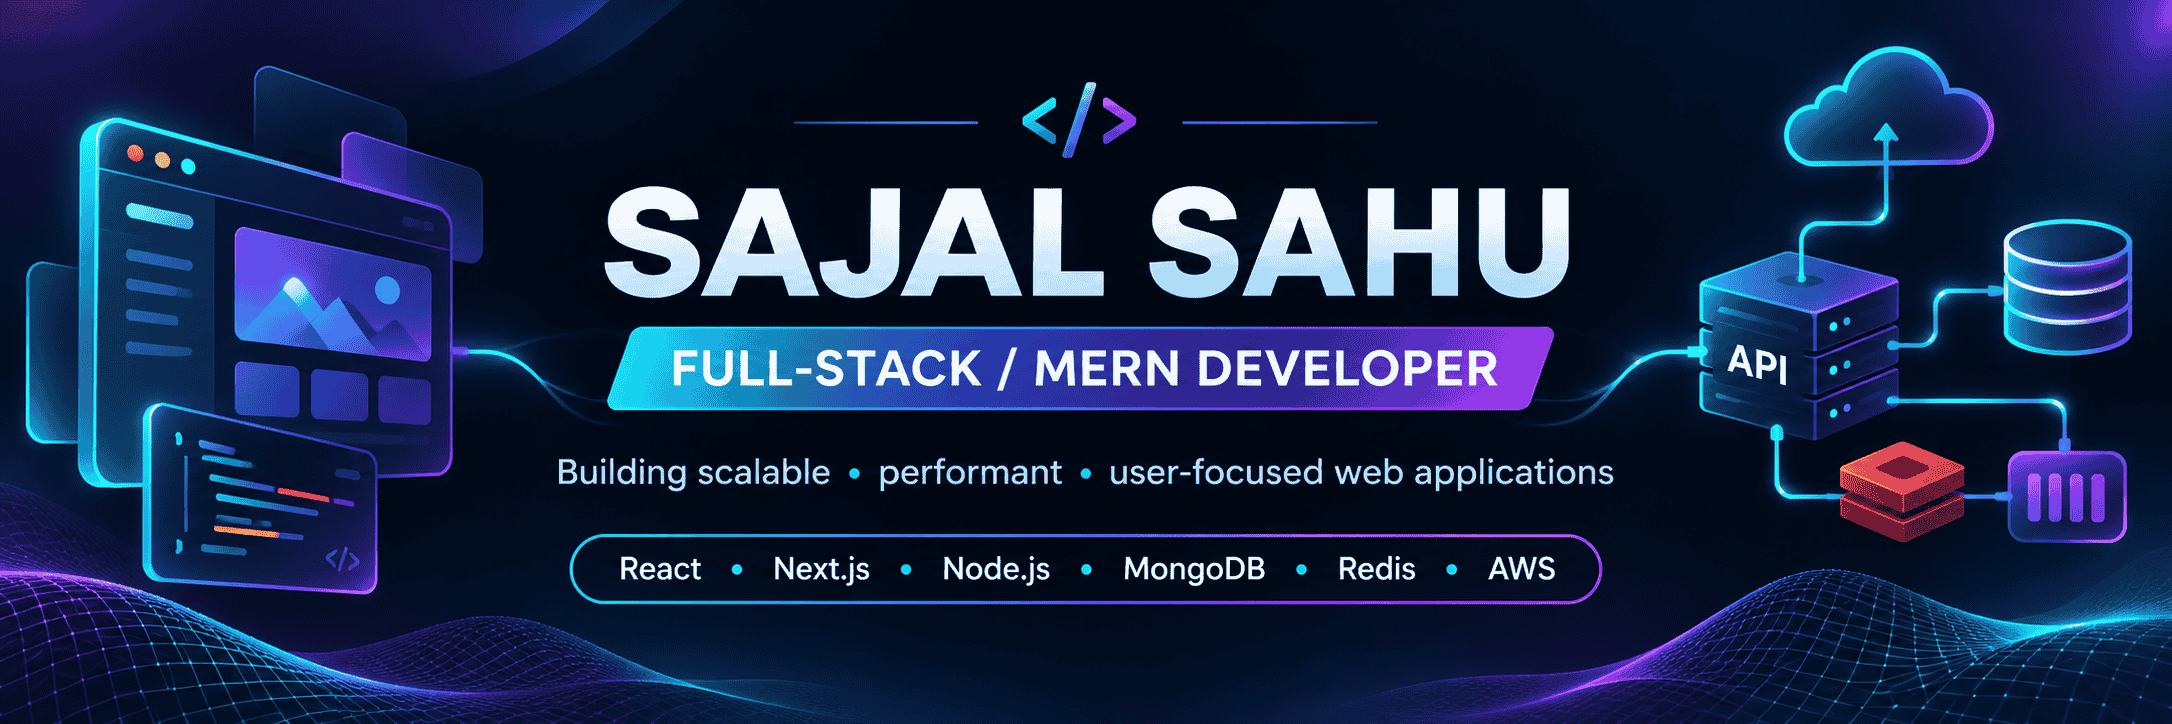 </>
SAJAL SAHU
FULL-STACK / MERN DEVELOPER
Building scalable • performant • user-focused web applications
React • Next.js • Node.js • MongoDB • Redis • AWS
API
</>